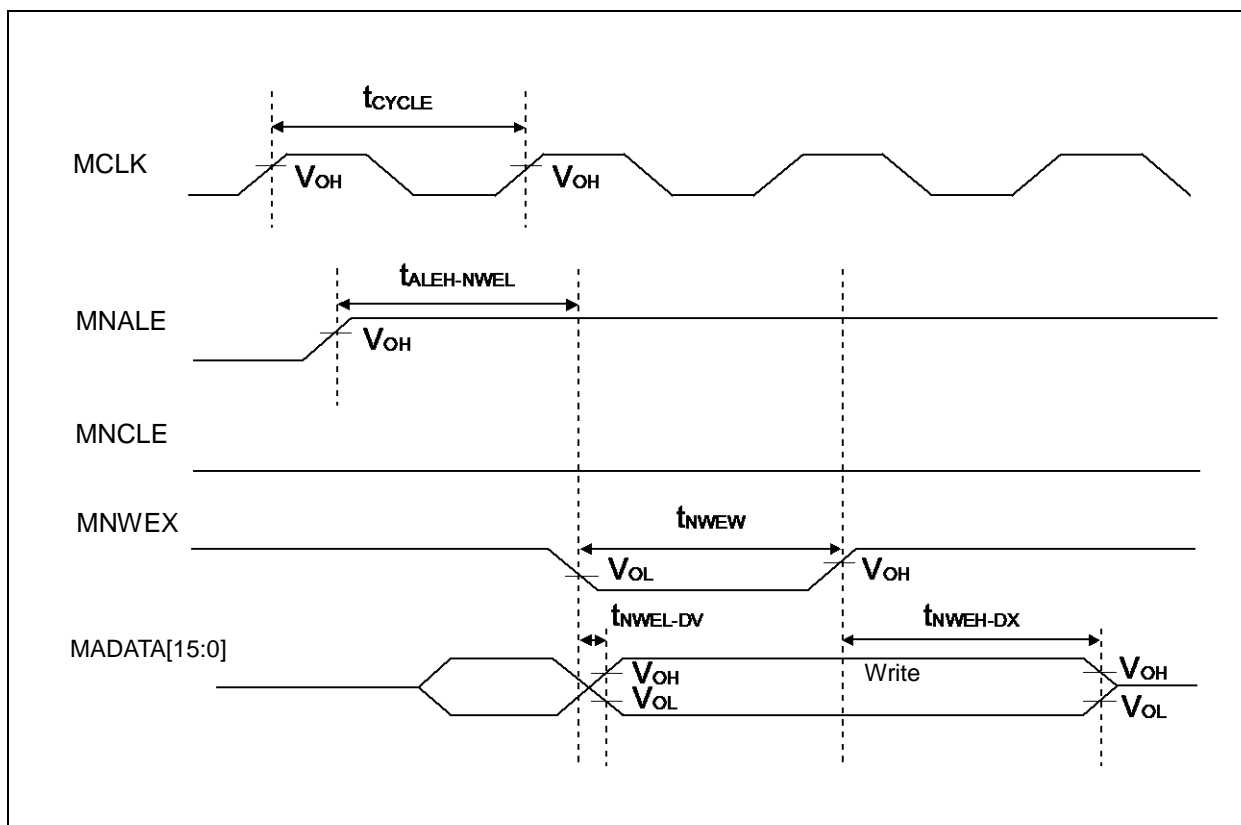 tCYCLE
MCLK
VOH VOH
tALEH-NWEL
MNALE
VOH
MNCLE
MNWEX
tNWEW
VOL VOH
tNWEL-DV tNWEH-DX
MADATA[15:0]
VOH Write VOH
VOL VOL